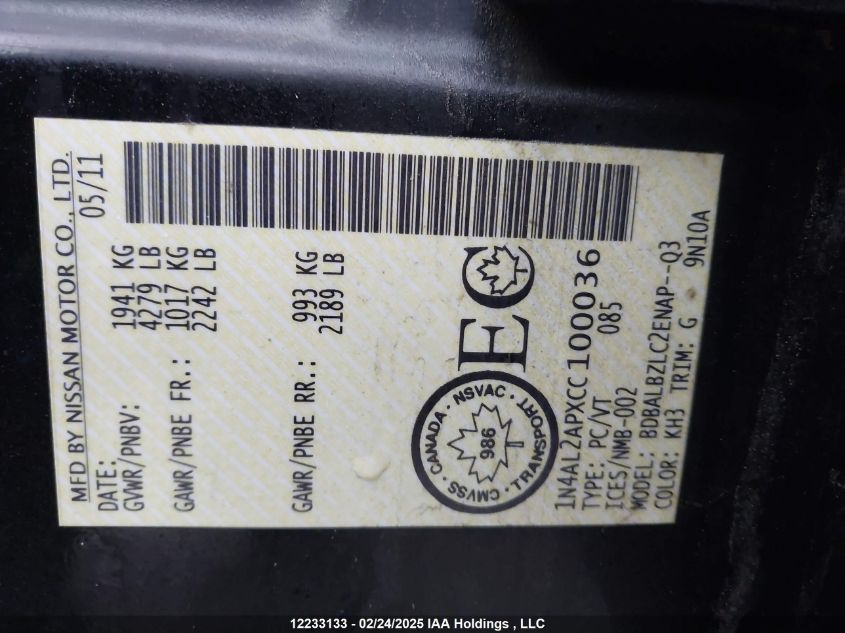 MFD BY NISSAN MOTOR CO., LTD.
DATE: 05/11
GVWR/PNBV: 1941 KG
4279 LB
GAWR/PNBE FR.: 1017 KG
2242 LB
GAWR/PNBE RR.: 993 KG
2189 LB
CANADA · NSVAC · TRANSPORT · CMVSS ·
986
EC
1N4AL2APXCC100036
TYPE: PC/VT 085
ICES/NMB-002
MODEL: BDBALBZLC2ENAP--Q3
COLOR: KH3 TRIM: G 9N10A
12233133 - 02/24/2025 IAA Holdings , LLC